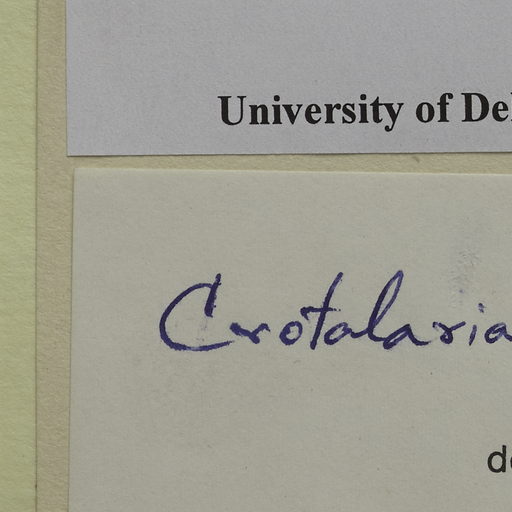 University of Del
Crotalaria
de